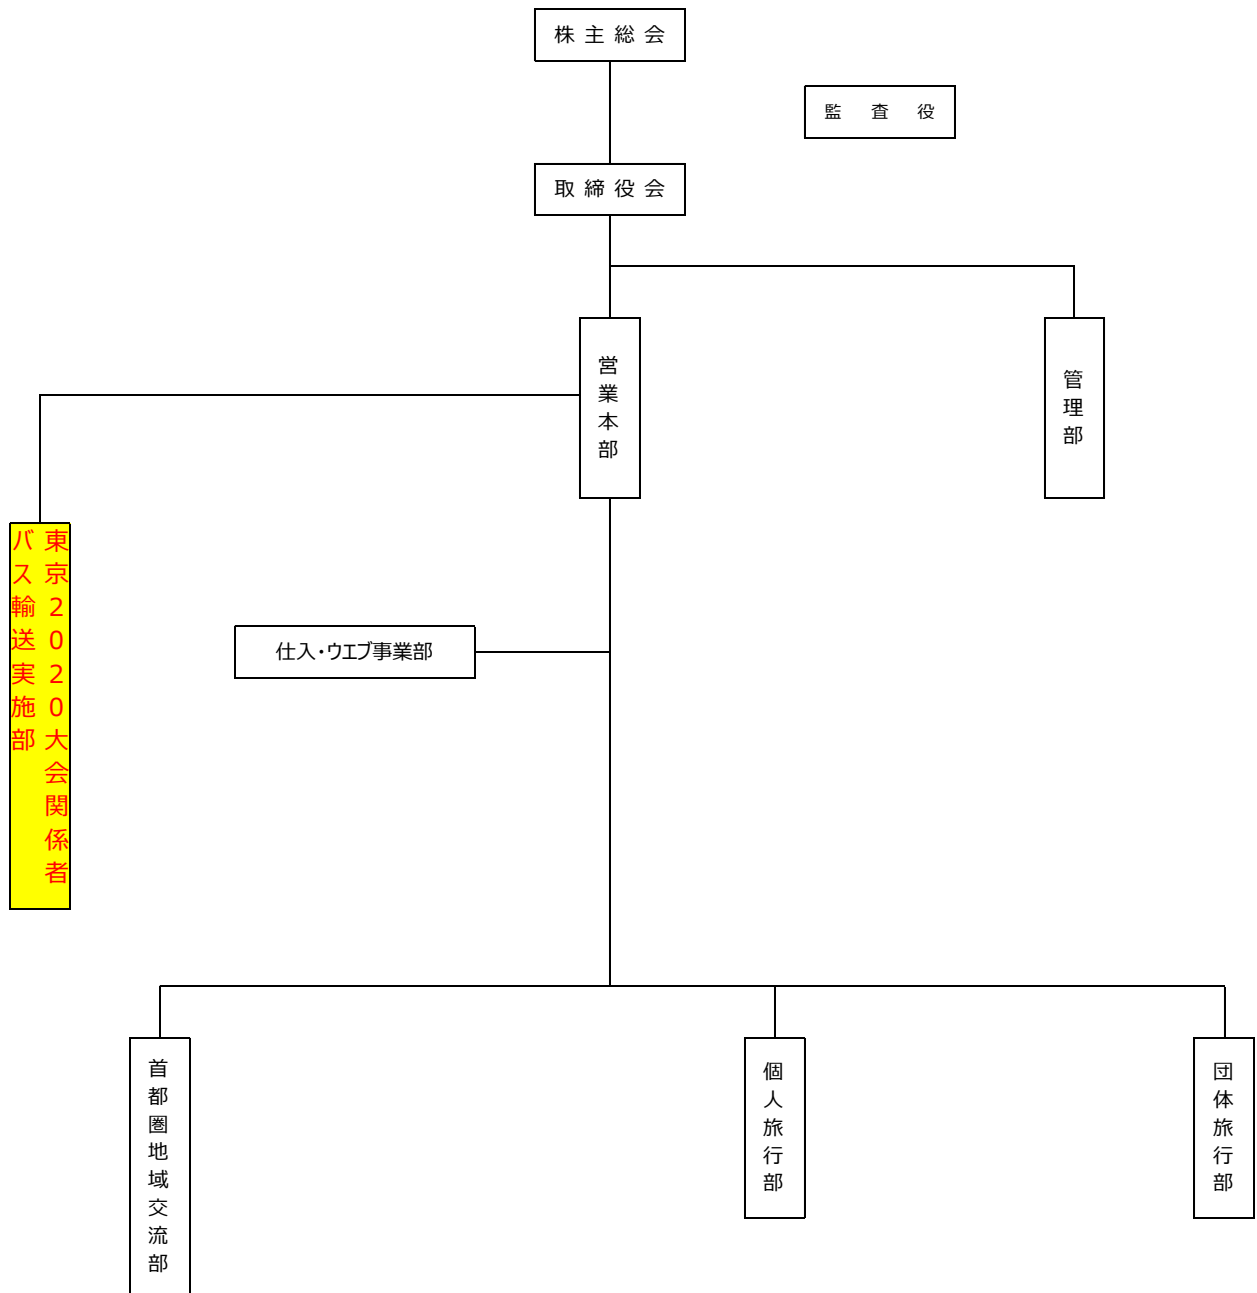 株主総会
監査役
取締役会
営業本部
管理部
東京２０２０大会関係者
バス輸送実施部
仕入・ウエブ事業部
首都圏地域交流部
個人旅行部
団体旅行部